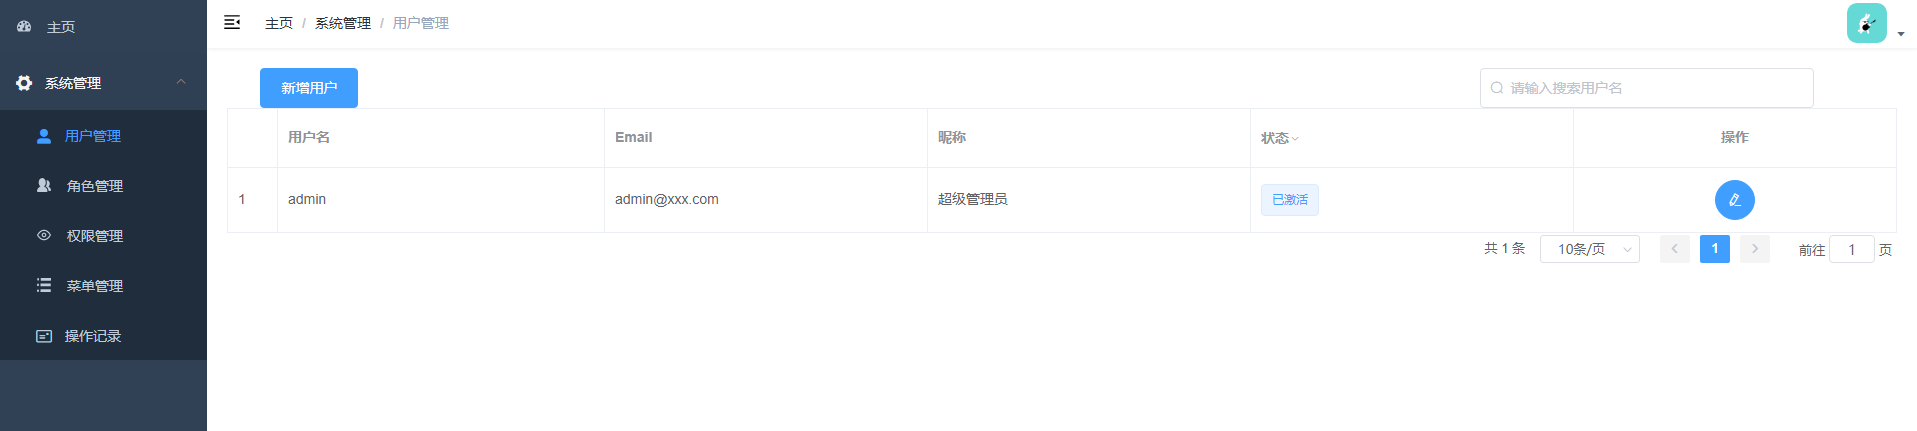 主页
系统管理
用户管理
角色管理
权限管理
菜单管理
操作记录
主页 / 系统管理 / 用户管理
新增用户
请输入搜索用户名
用户名 Email 昵称 状态 操作
1 admin admin@xxx.com 超级管理员 已激活
共 1 条 10条/页 1 前往 1 页